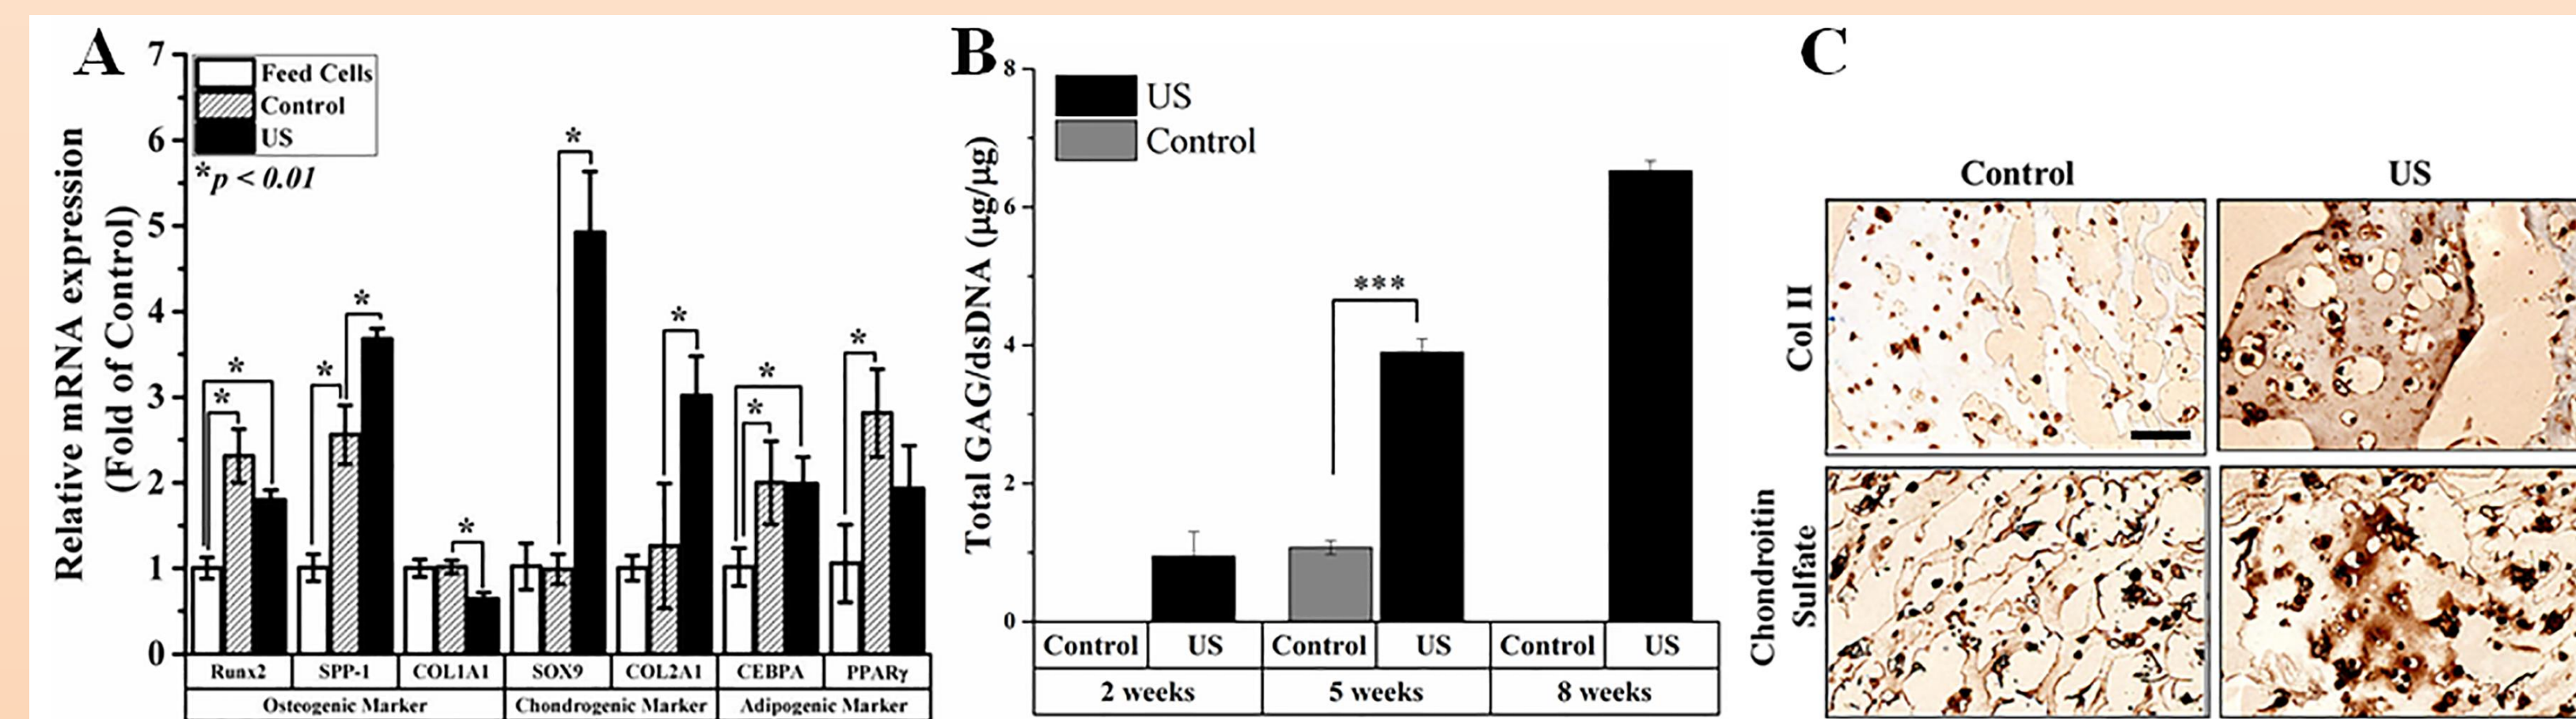 A
7
6
5
4
3
2
1
0
Relative mRNA expression
(Fold of Control)
Feed Cells
Control
US
*p < 0.01
*
*
*
*
*
*
*
*
*
*
Runx2 SPP-1 COL1A1 SOX9 COL2A1 CEBPA PPARγ
Osteogenic Marker Chondrogenic Marker Adipogenic Marker
B
8
6
4
2
0
Total GAG/dsDNA (µg/µg)
US
Control
***
Control US Control US Control US
2 weeks 5 weeks 8 weeks
C
Control US
Col II
Chondroitin
Sulfate